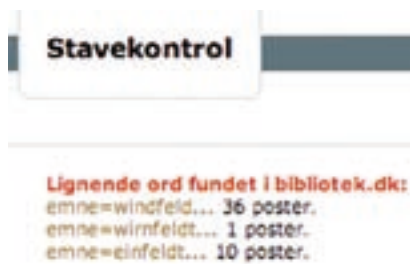 Stavekontrol
Lignende ord fundet i bibliotek.dk:
emne=windfeld... 36 poster.
emne=wirnfeldt... 1 poster.
emne=einfeldt... 10 poster.